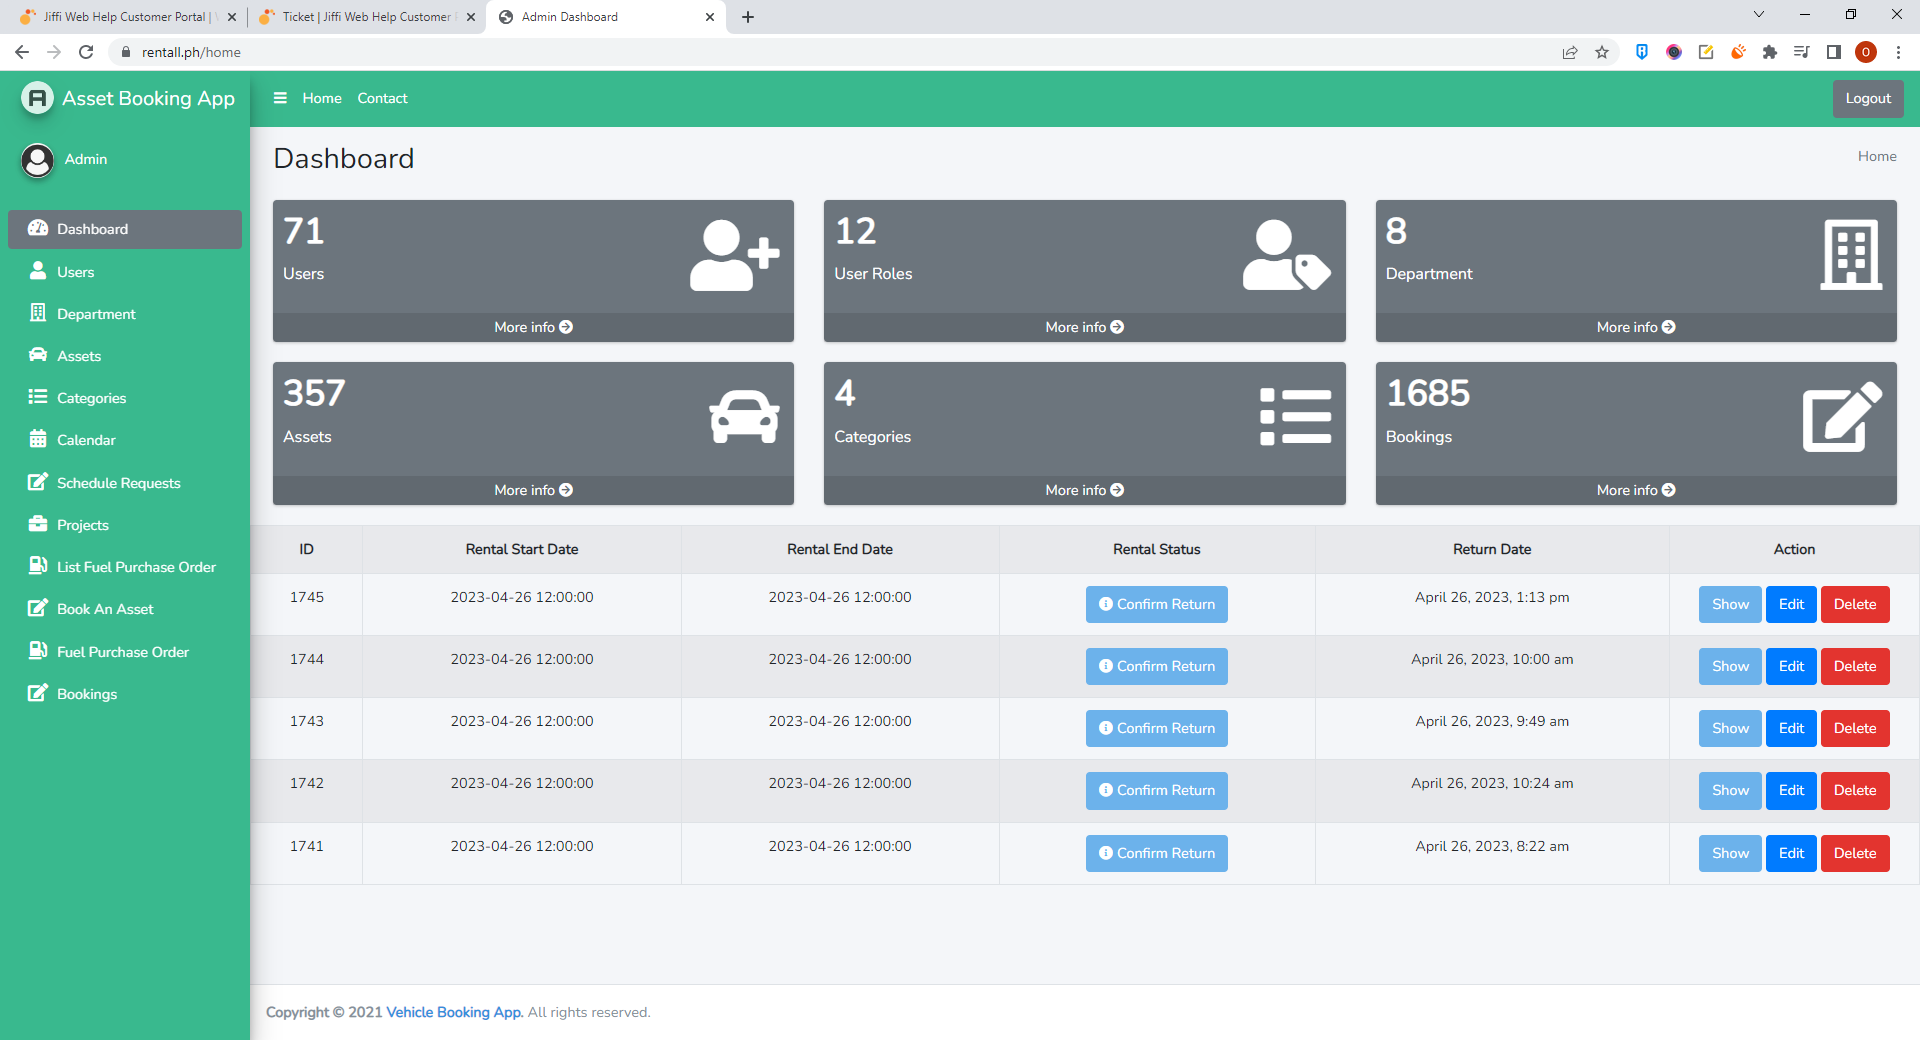 Jiffi Web Help Customer Portal |
Ticket | Jiffi Web Help Customer
Admin Dashboard
rentall.ph/home
O
A Asset Booking App
Home
Contact
Logout
Admin
Dashboard
Home
Dashboard
Users
Department
Assets
Categories
Calendar
Schedule Requests
Projects
List Fuel Purchase Order
Book An Asset
Fuel Purchase Order
Bookings
71
Users
More info
12
User Roles
More info
8
Department
More info
357
Assets
More info
4
Categories
More info
1685
Bookings
More info
ID Rental Start Date Rental End Date Rental Status Return Date Action
1745 2023-04-26 12:00:00 2023-04-26 12:00:00 Confirm Return April 26, 2023, 1:13 pm Show Edit Delete
1744 2023-04-26 12:00:00 2023-04-26 12:00:00 Confirm Return April 26, 2023, 10:00 am Show Edit Delete
1743 2023-04-26 12:00:00 2023-04-26 12:00:00 Confirm Return April 26, 2023, 9:49 am Show Edit Delete
1742 2023-04-26 12:00:00 2023-04-26 12:00:00 Confirm Return April 26, 2023, 10:24 am Show Edit Delete
1741 2023-04-26 12:00:00 2023-04-26 12:00:00 Confirm Return April 26, 2023, 8:22 am Show Edit Delete
Copyright © 2021 Vehicle Booking App. All rights reserved.